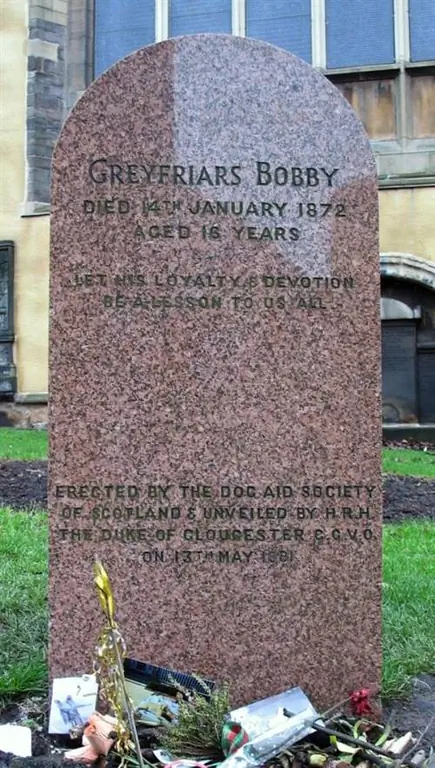 GREYFRIARS BOBBY
DIED 14TH JANUARY 1872
AGED 16 YEARS
LET HIS LOYALTY & DEVOTION
BE A LESSON TO US ALL
ERECTED BY THE DOG AID SOCIETY
OF SCOTLAND & UNVEILED BY H.R.H.
THE DUKE OF GLOUCESTER G.C.V.O.
ON 13TH MAY 1981